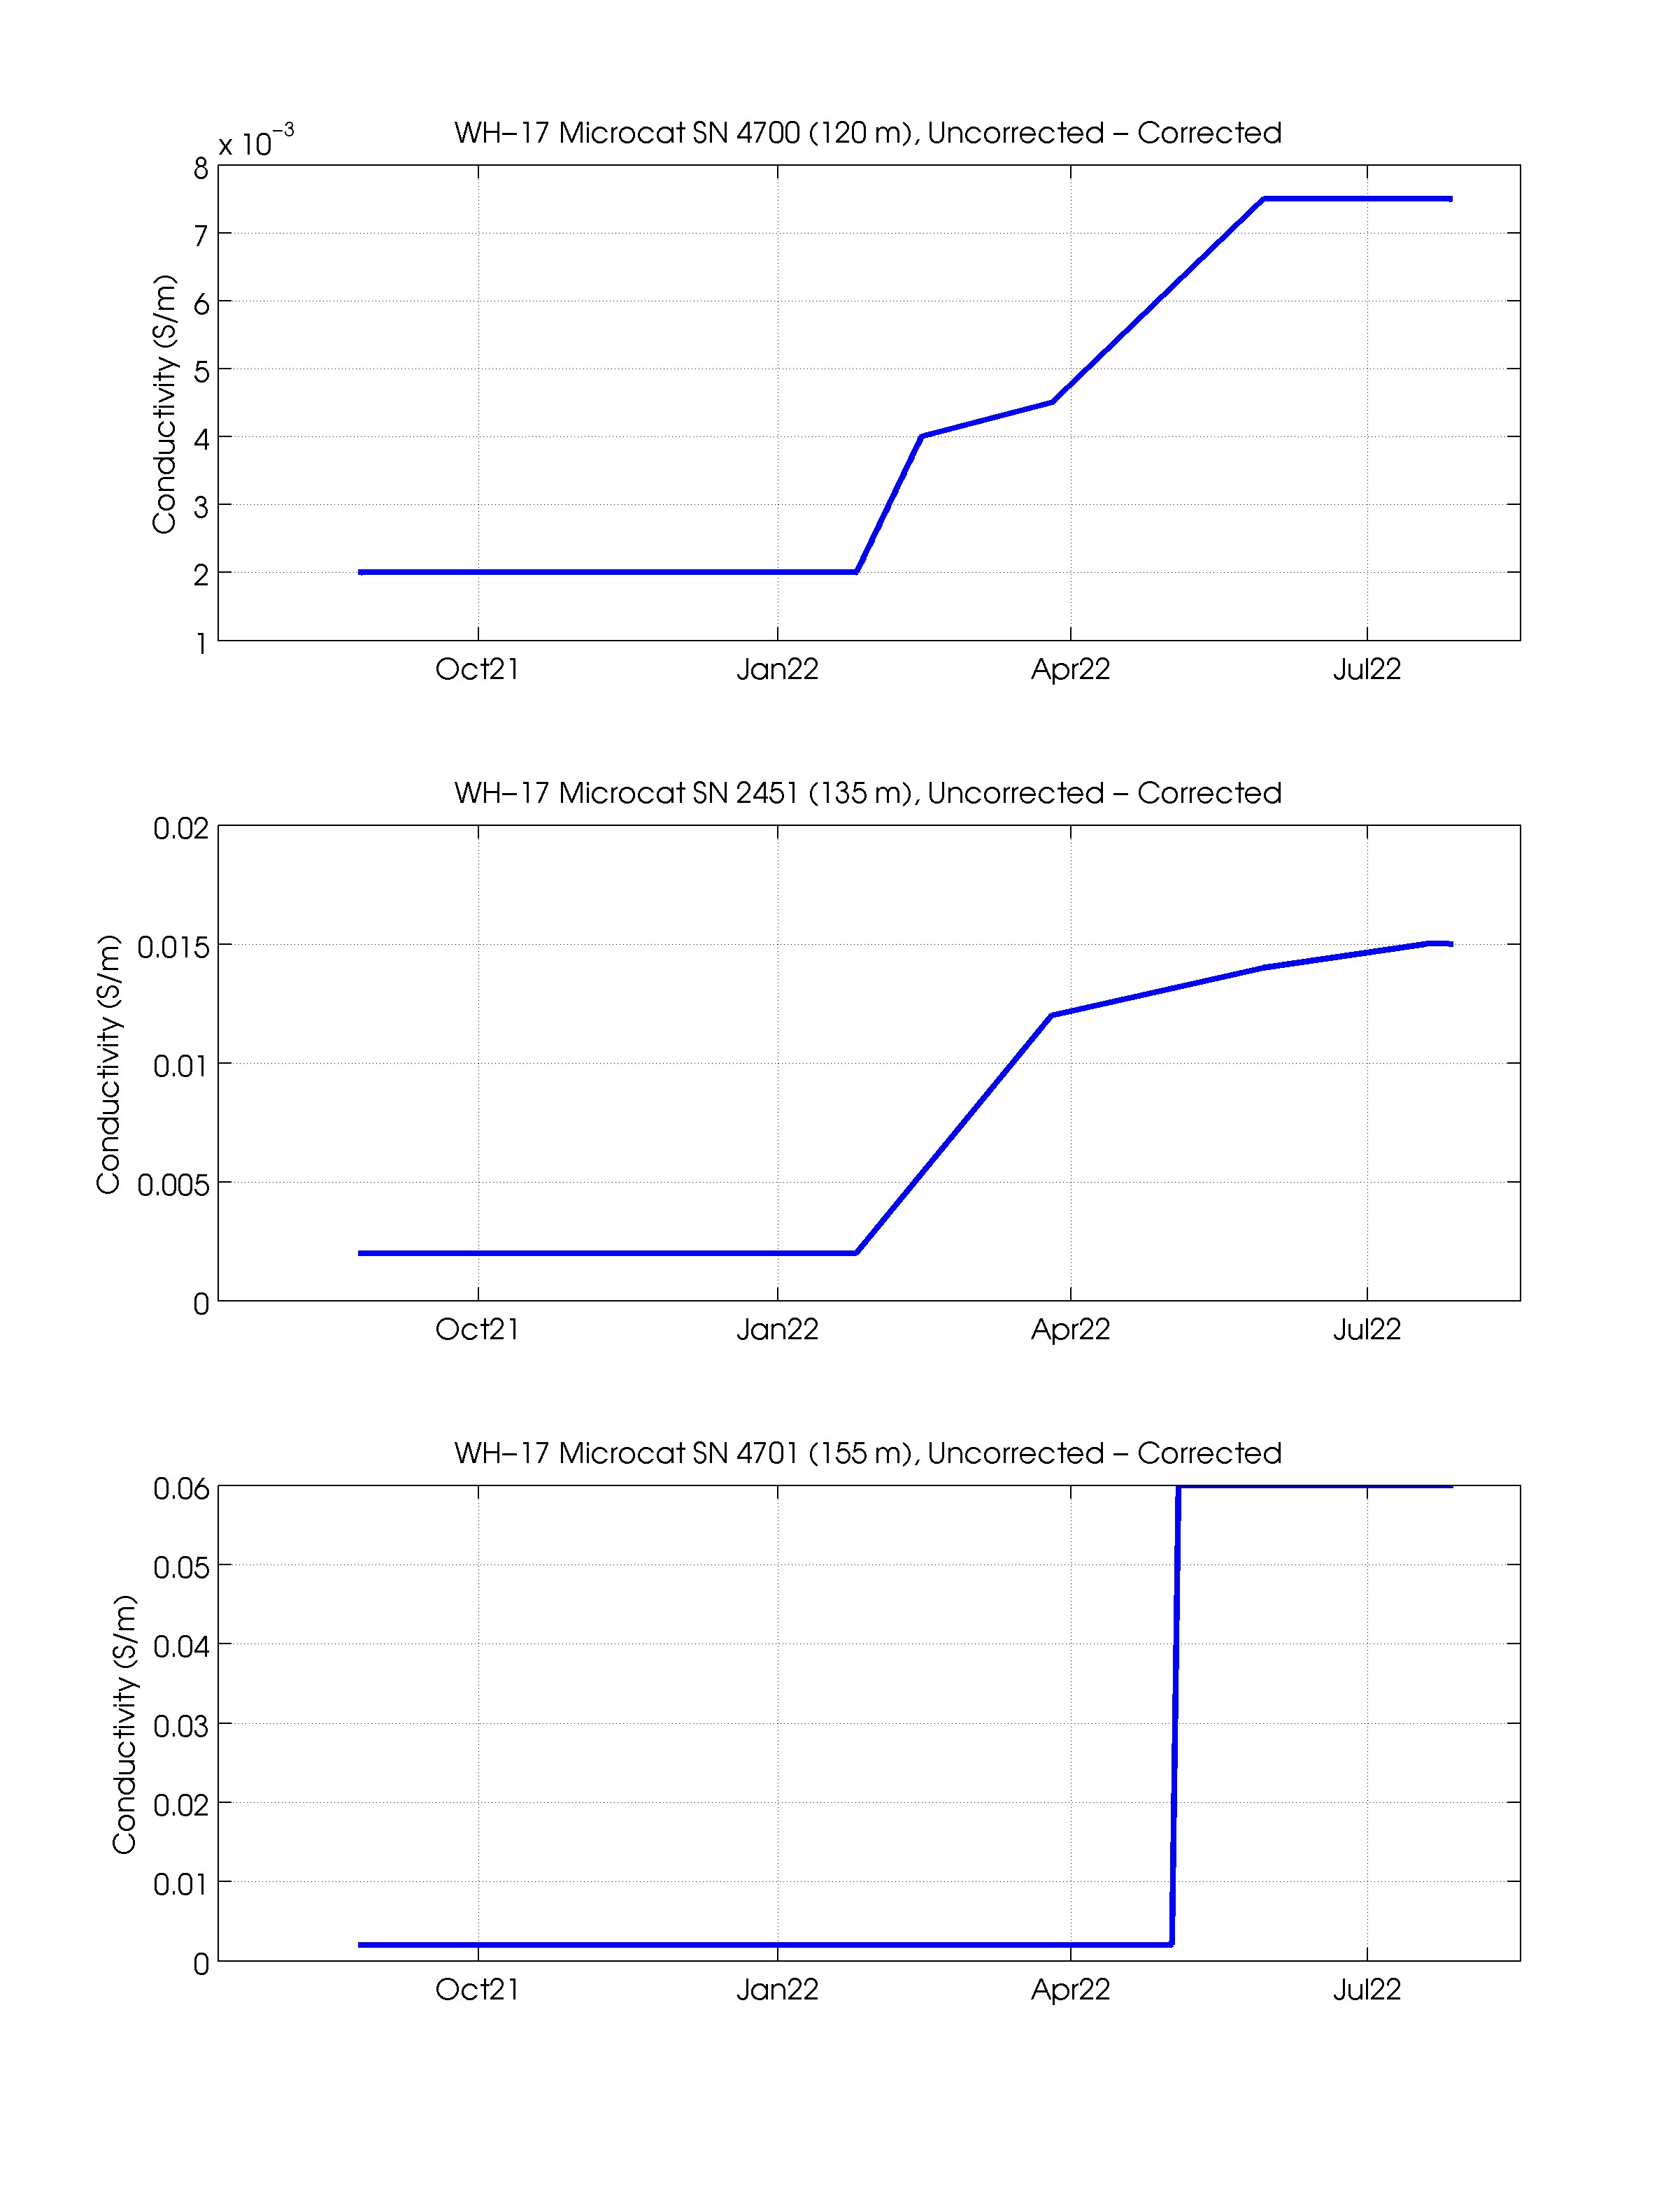 x 10⁻³
WH–17 Microcat SN 4700 (120 m), Uncorrected – Corrected
8
7
6
5
4
3
2
1
Conductivity (S/m)
Oct21 Jan22 Apr22 Jul22
WH–17 Microcat SN 2451 (135 m), Uncorrected – Corrected
0.02
0.015
0.01
0.005
0
Conductivity (S/m)
Oct21 Jan22 Apr22 Jul22
WH–17 Microcat SN 4701 (155 m), Uncorrected – Corrected
0.06
0.05
0.04
0.03
0.02
0.01
0
Conductivity (S/m)
Oct21 Jan22 Apr22 Jul22